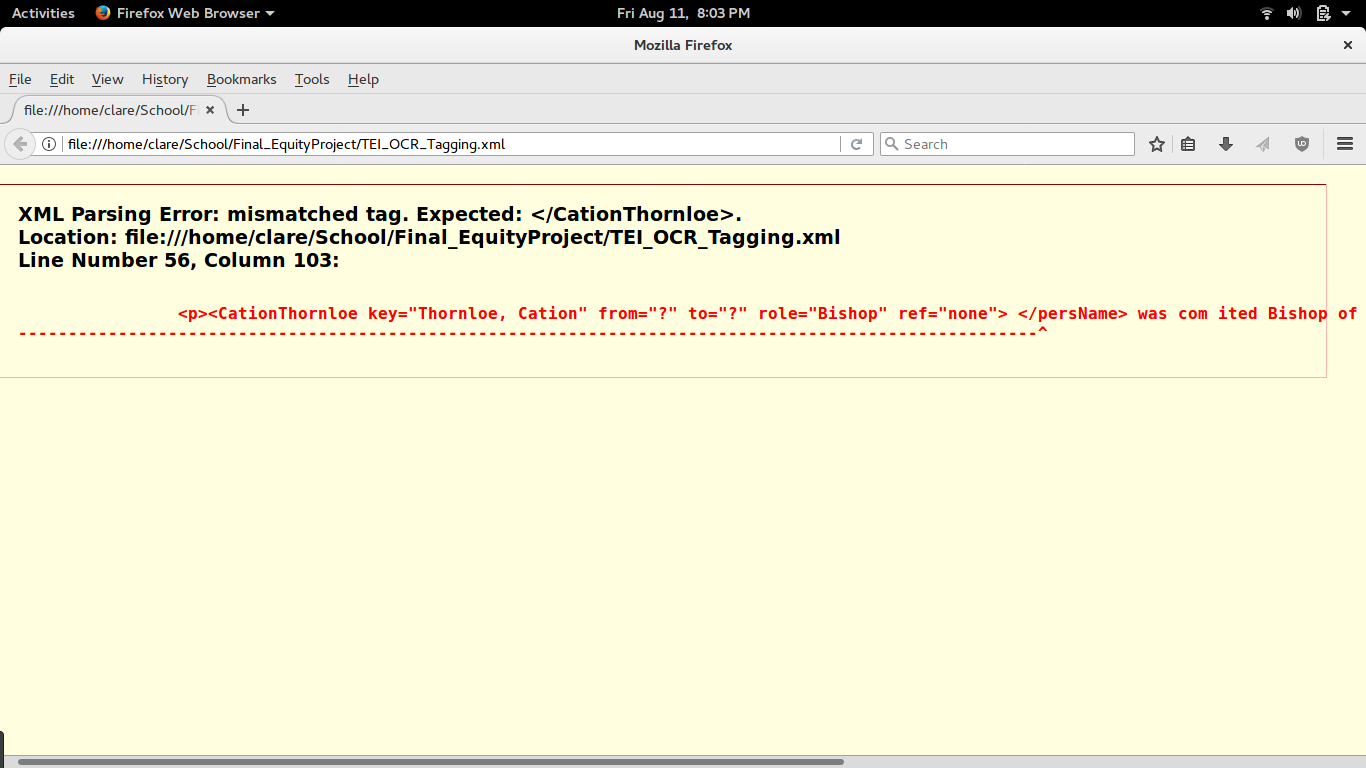 Activities Firefox Web Browser Fri Aug 11, 8:03 PM
Mozilla Firefox
File Edit View History Bookmarks Tools Help
file:///home/clare/School/F
file:///home/clare/School/Final_EquityProject/TEI_OCR_Tagging.xml Search
XML Parsing Error: mismatched tag. Expected: </CationThornloe>.
Location: file:///home/clare/School/Final_EquityProject/TEI_OCR_Tagging.xml
Line Number 56, Column 103:
<p><CationThornloe key="Thornloe, Cation" from="?" to="?" role="Bishop" ref="none"> </persName> was com ited Bishop of
------------------------------------------------------------------------------------------------------^